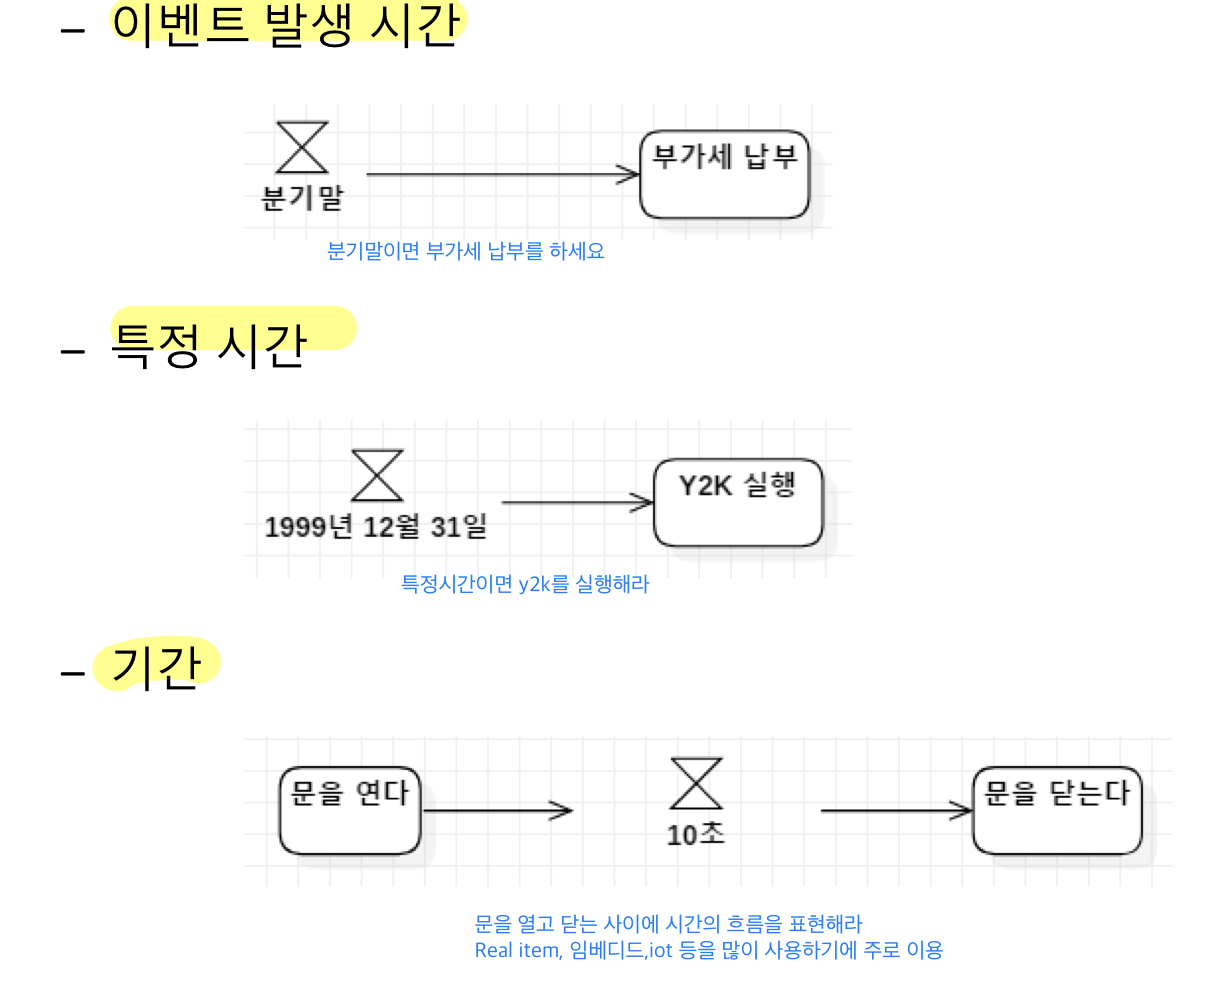 – 이벤트 발생 시간
분기말
부가세 납부
분기말이면 부가세 납부를 하세요
– 특정 시간
1999년 12월 31일
Y2K 실행
특정시간이면 y2k를 실행해라
– 기간
문을 연다
10초
문을 닫는다
문을 열고 닫는 사이에 시간의 흐름을 표현해라
Real item, 임베디드,iot 등을 많이 사용하기에 주로 이용